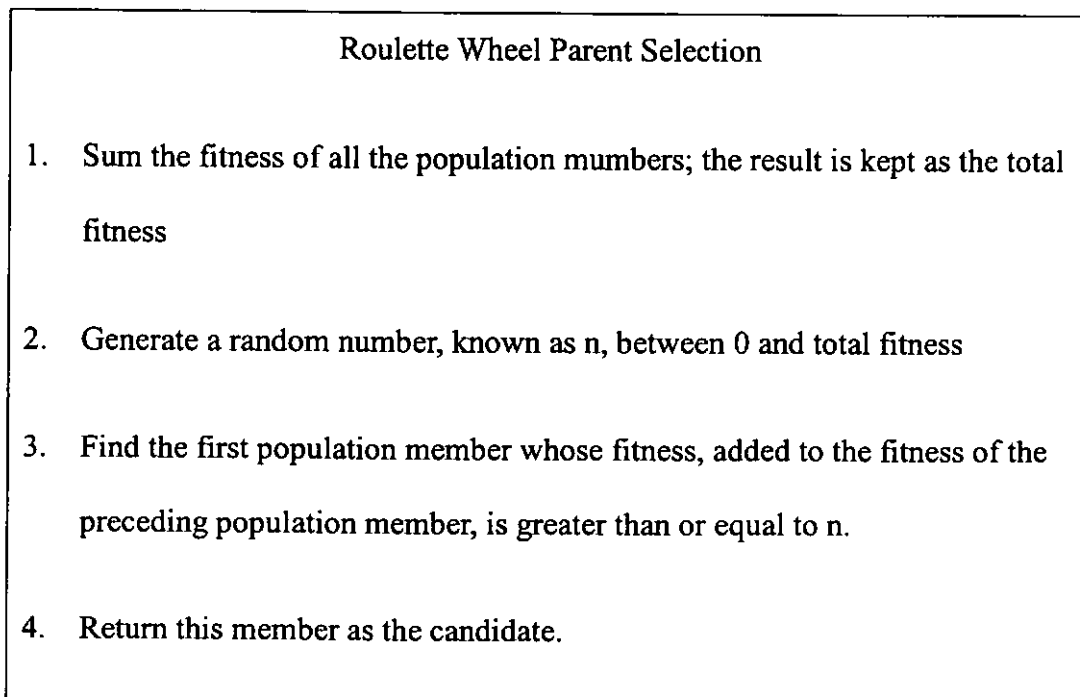 Roulette Wheel Parent Selection
1. Sum the fitness of all the population mumbers; the result is kept as the total
fitness
2. Generate a random number, known as n, between 0 and total fitness
3. Find the first population member whose fitness, added to the fitness of the
preceding population member, is greater than or equal to n.
4. Return this member as the candidate.